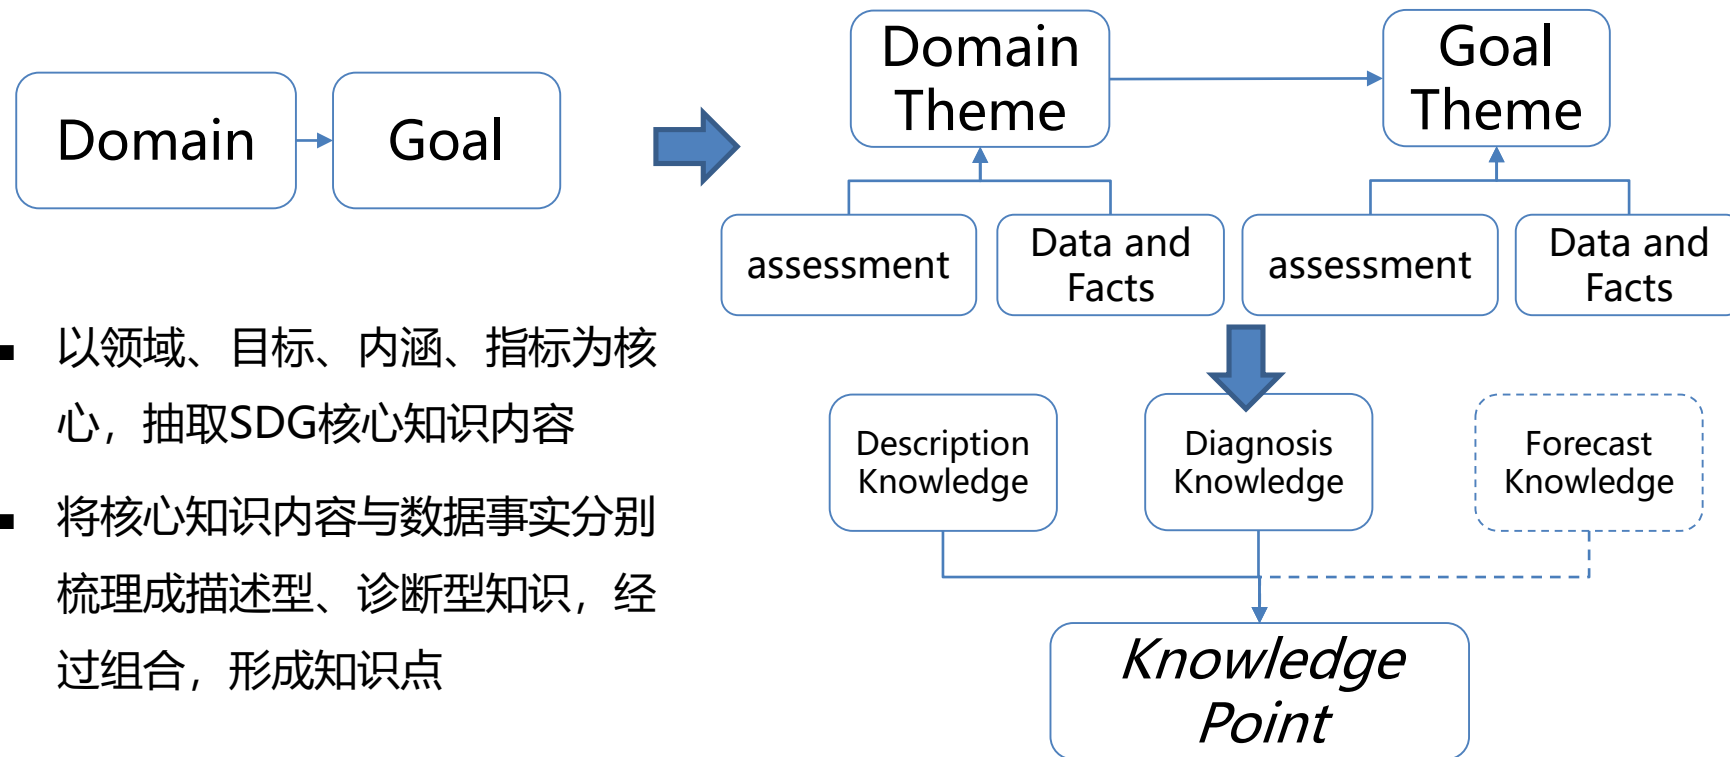 Domain
Goal
Domain
Theme
Goal
Theme
assessment
Data and
Facts
assessment
Data and
Facts
以领域、目标、内涵、指标为核
心，抽取SDG核心知识内容
将核心知识内容与数据事实分别
梳理成描述型、诊断型知识，经
过组合，形成知识点
Description
Knowledge
Diagnosis
Knowledge
Forecast
Knowledge
Knowledge
Point